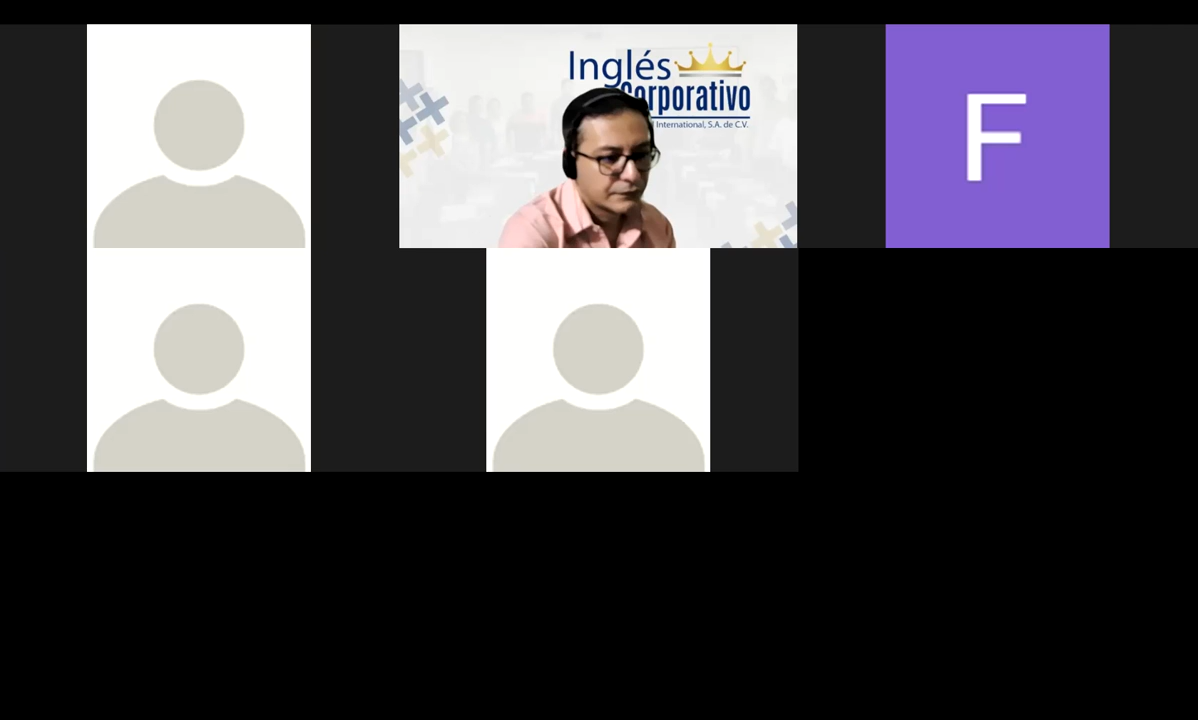 Inglés
Corporativo
International, S.A. de C.V.
F